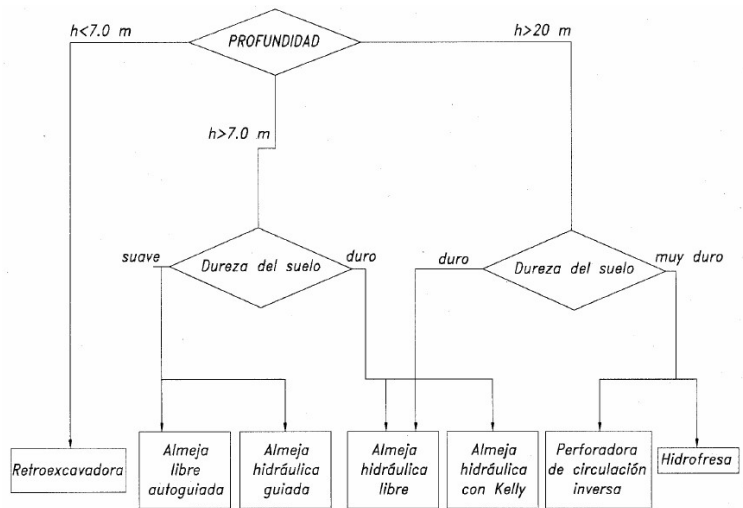 h<7.0 m
PROFUNDIDAD
h>20 m
h>7.0 m
suave
Dureza del suelo
duro
duro
Dureza del suelo
muy duro
Retroexcavadora
Almeja
libre
autoguiada
Almeja
hidráulica
guiada
Almeja
hidráulica
libre
Almeja
hidráulica
con Kelly
Perforadora
de circulación
inversa
Hidrofresa